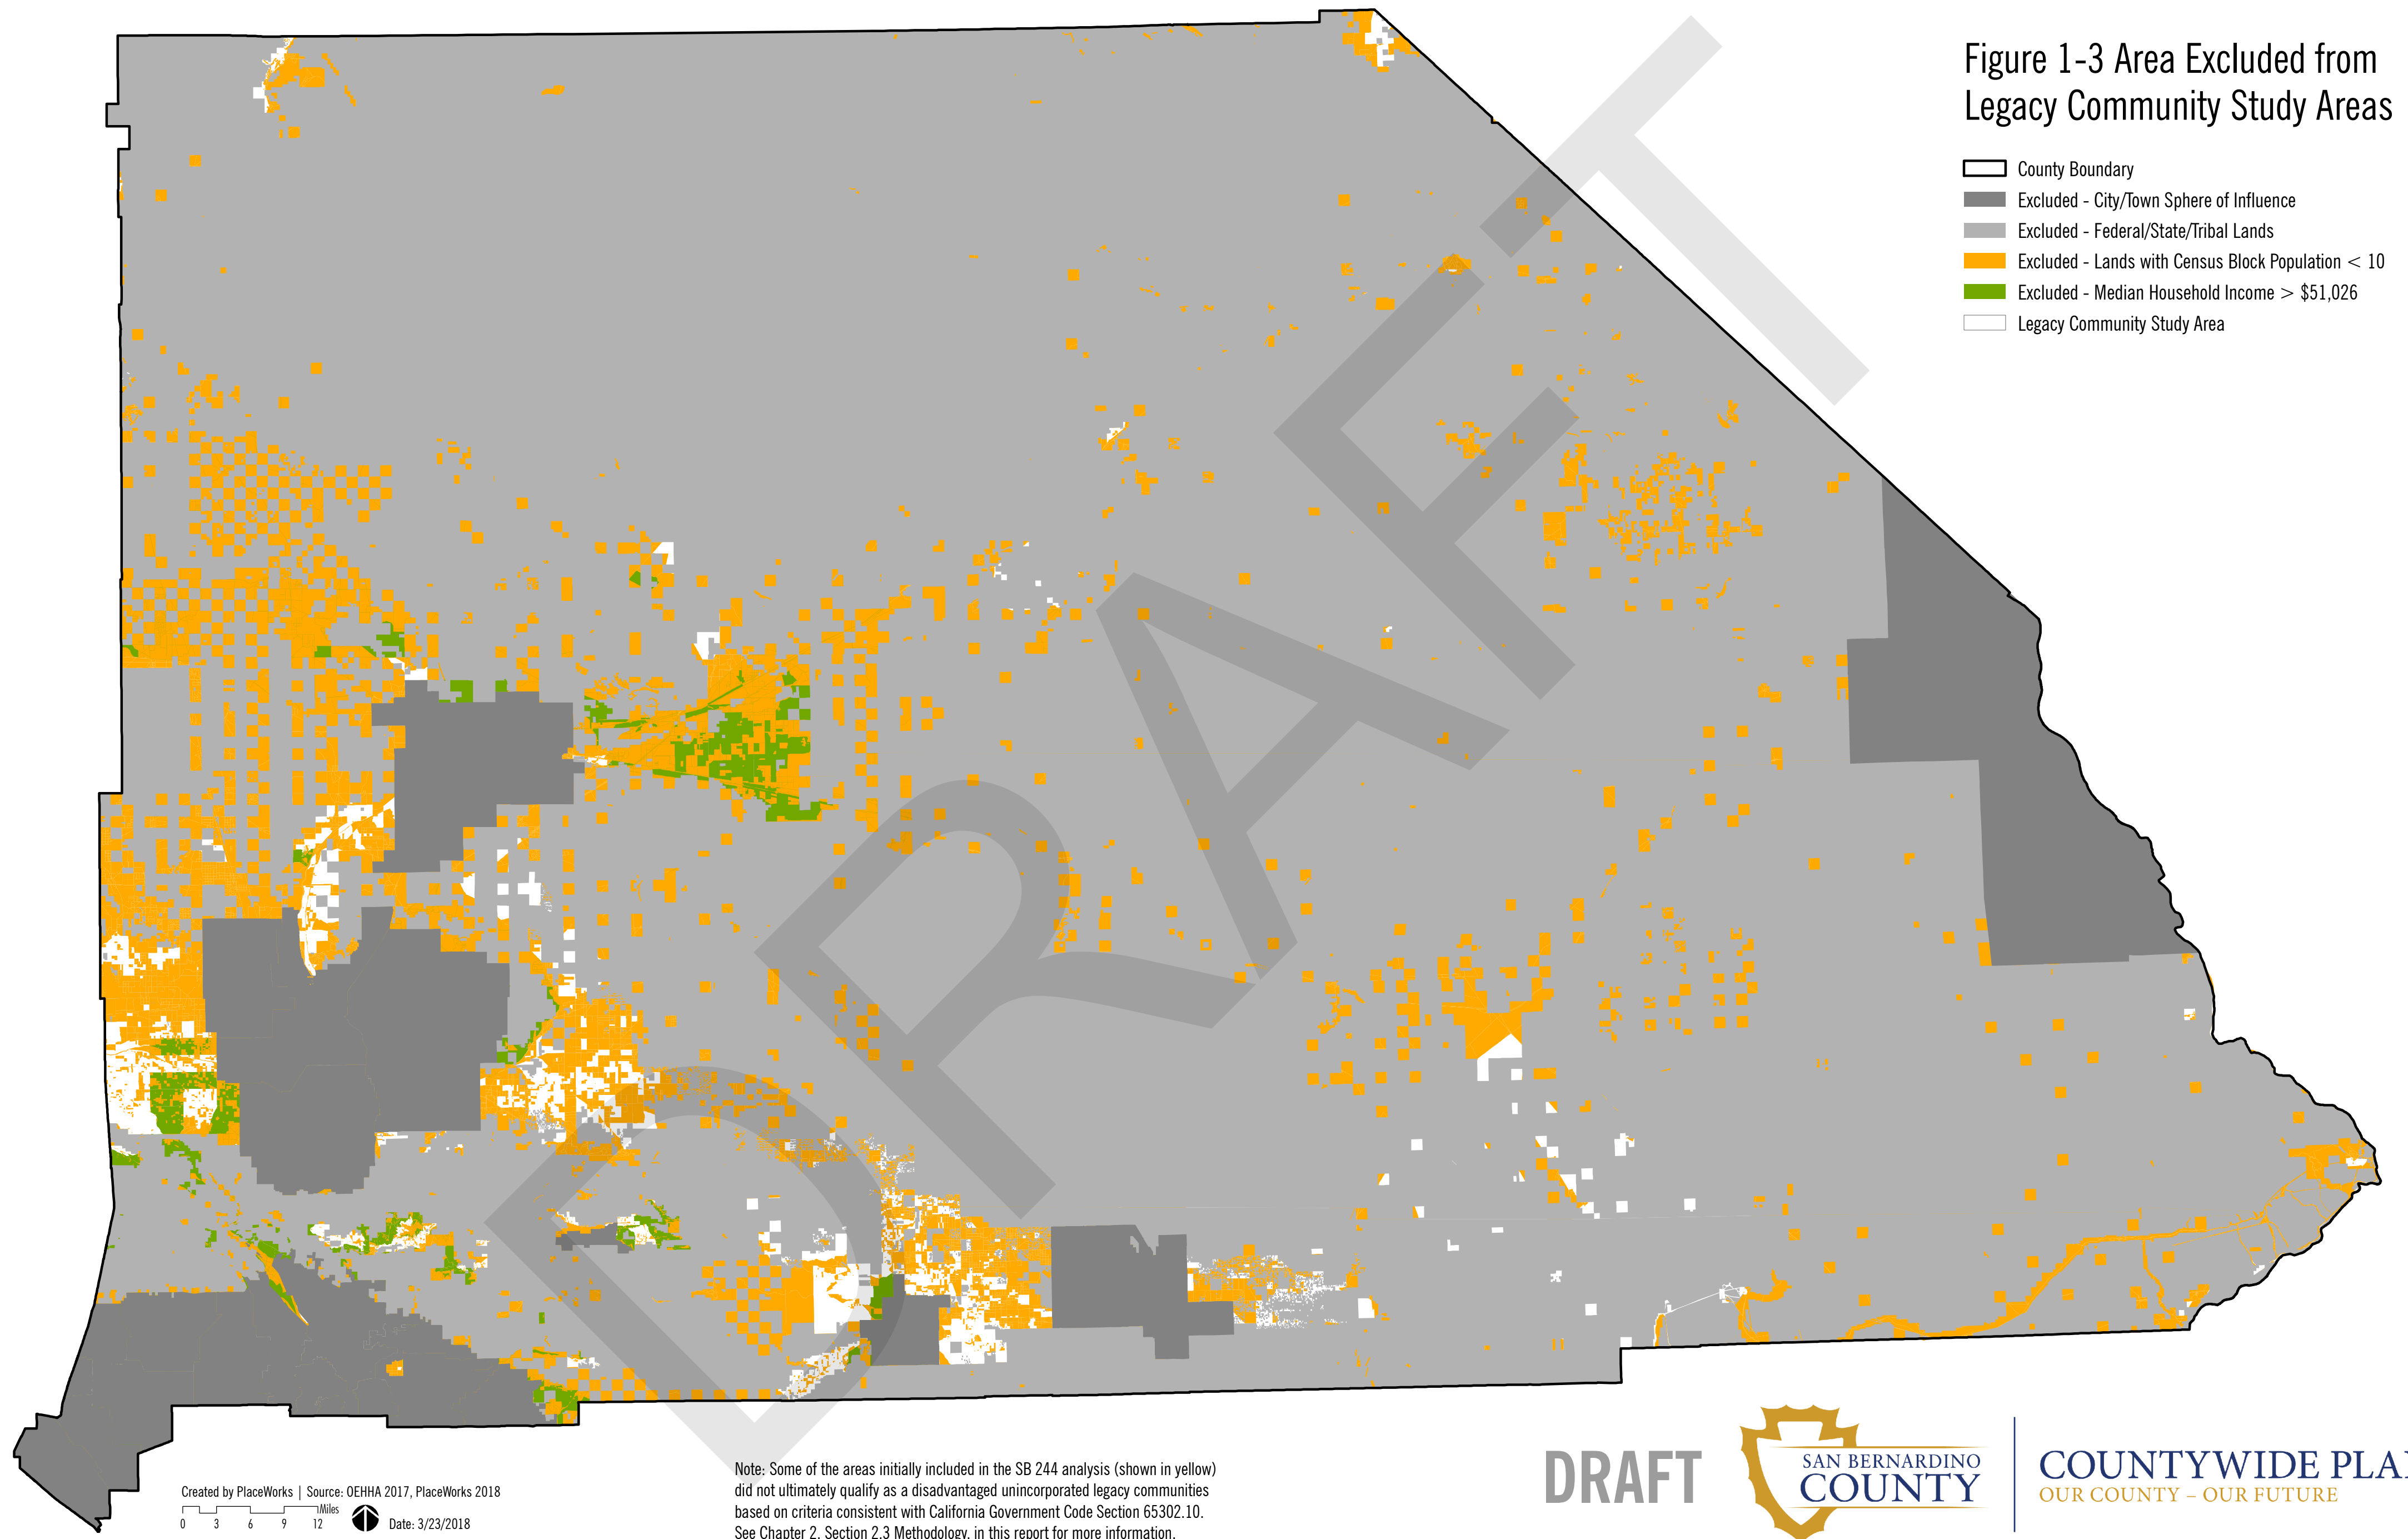 Figure 1-3 Area Excluded from
Legacy Community Study Areas
County Boundary
Excluded - City/Town Sphere of Influence
Excluded - Federal/State/Tribal Lands
Excluded - Lands with Census Block Population < 10
Excluded - Median Household Income > $51,026
Legacy Community Study Area
DRAFT
Created by PlaceWorks | Source: OEHHA 2017, PlaceWorks 2018
Miles
0 3 6 9 12
Date: 3/23/2018
Note: Some of the areas initially included in the SB 244 analysis (shown in yellow)
did not ultimately qualify as a disadvantaged unincorporated legacy communities
based on criteria consistent with California Government Code Section 65302.10.
See Chapter 2, Section 2.3 Methodology, in this report for more information.
DRAFT
SAN BERNARDINO
COUNTY
COUNTYWIDE PLA
OUR COUNTY – OUR FUTURE